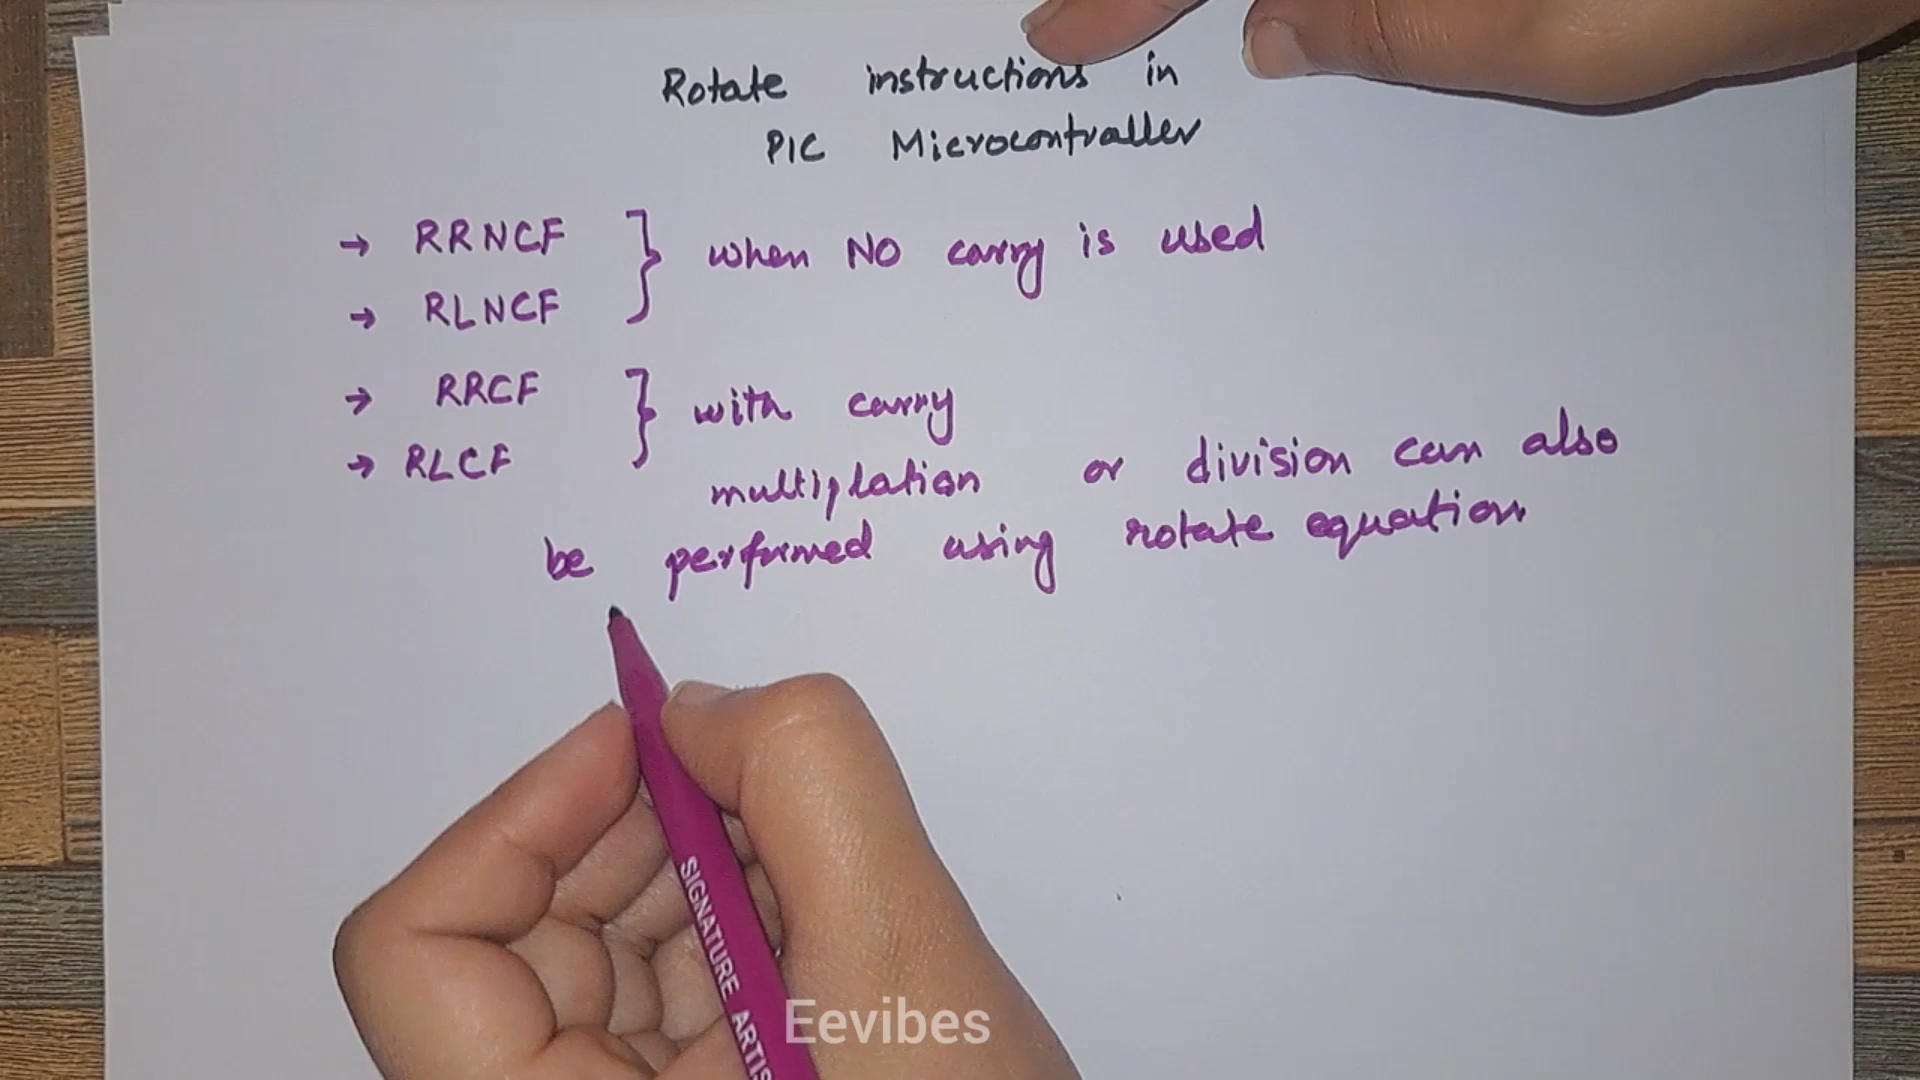 Rotate instructions in
PIC Microcontroller
→ RRNCF } when NO carry is used
→ RLNCF
→ RRCF } with carry
→ RLCF
multiplation or division can also
be performed using rotate equation
SIGNATURE ARTIS
Eevibes